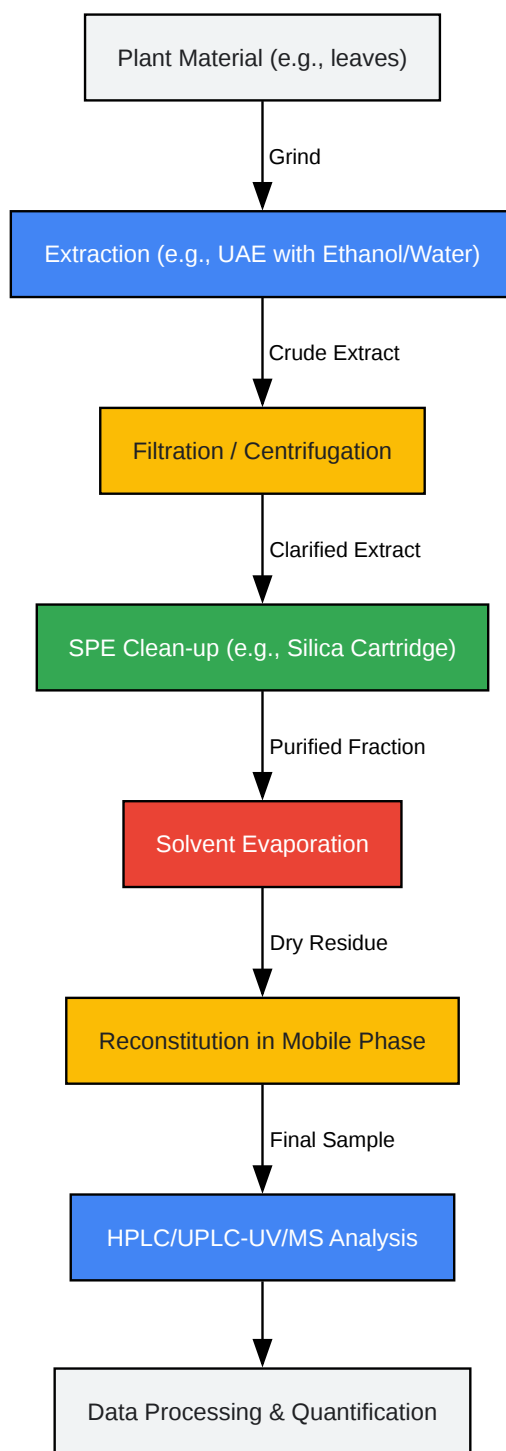 Plant Material (e.g., leaves)
Grind
Extraction (e.g., UAE with Ethanol/Water)
Crude Extract
Filtration / Centrifugation
Clarified Extract
SPE Clean-up (e.g., Silica Cartridge)
Purified Fraction
Solvent Evaporation
Dry Residue
Reconstitution in Mobile Phase
Final Sample
HPLC/UPLC-UV/MS Analysis
Data Processing & Quantification